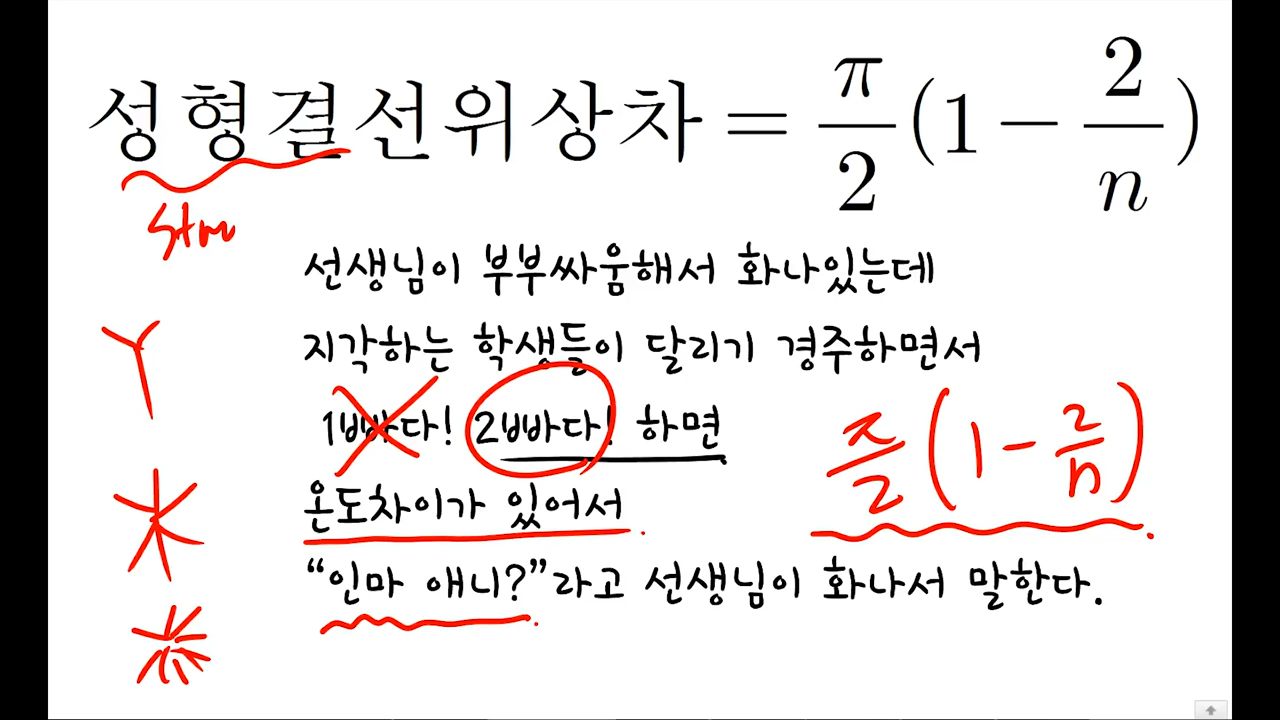 성형결선위상차 = π/2(1 − 2/n)
선생님이 부부싸움해서 화나있는데
지각하는 학생들이 달리기 경주하면서
1빠다! 2빠다! 하면
π/2 (1 − 2/n)
온도차이가 있어서
“인마 애니?”라고 선생님이 화나서 말한다.